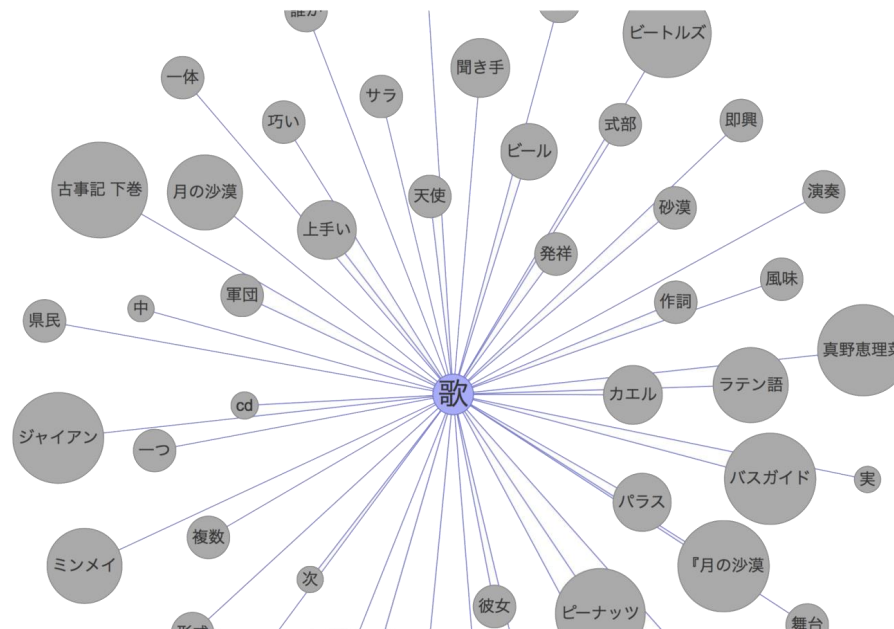 誰か
ビートルズ
一体
聞き手
サラ
巧い
式部
即興
ビール
古事記 下巻
月の沙漠
天使
演奏
砂漠
上手い
発祥
風味
軍団
作詞
中
県民
真野恵理菜
歌
カエル
ラテン語
cd
ジャイアン
一つ
バスガイド
実
パラス
複数
ミンメイ
『月の沙漠
次
彼女
ピーナッツ
舞台
形式